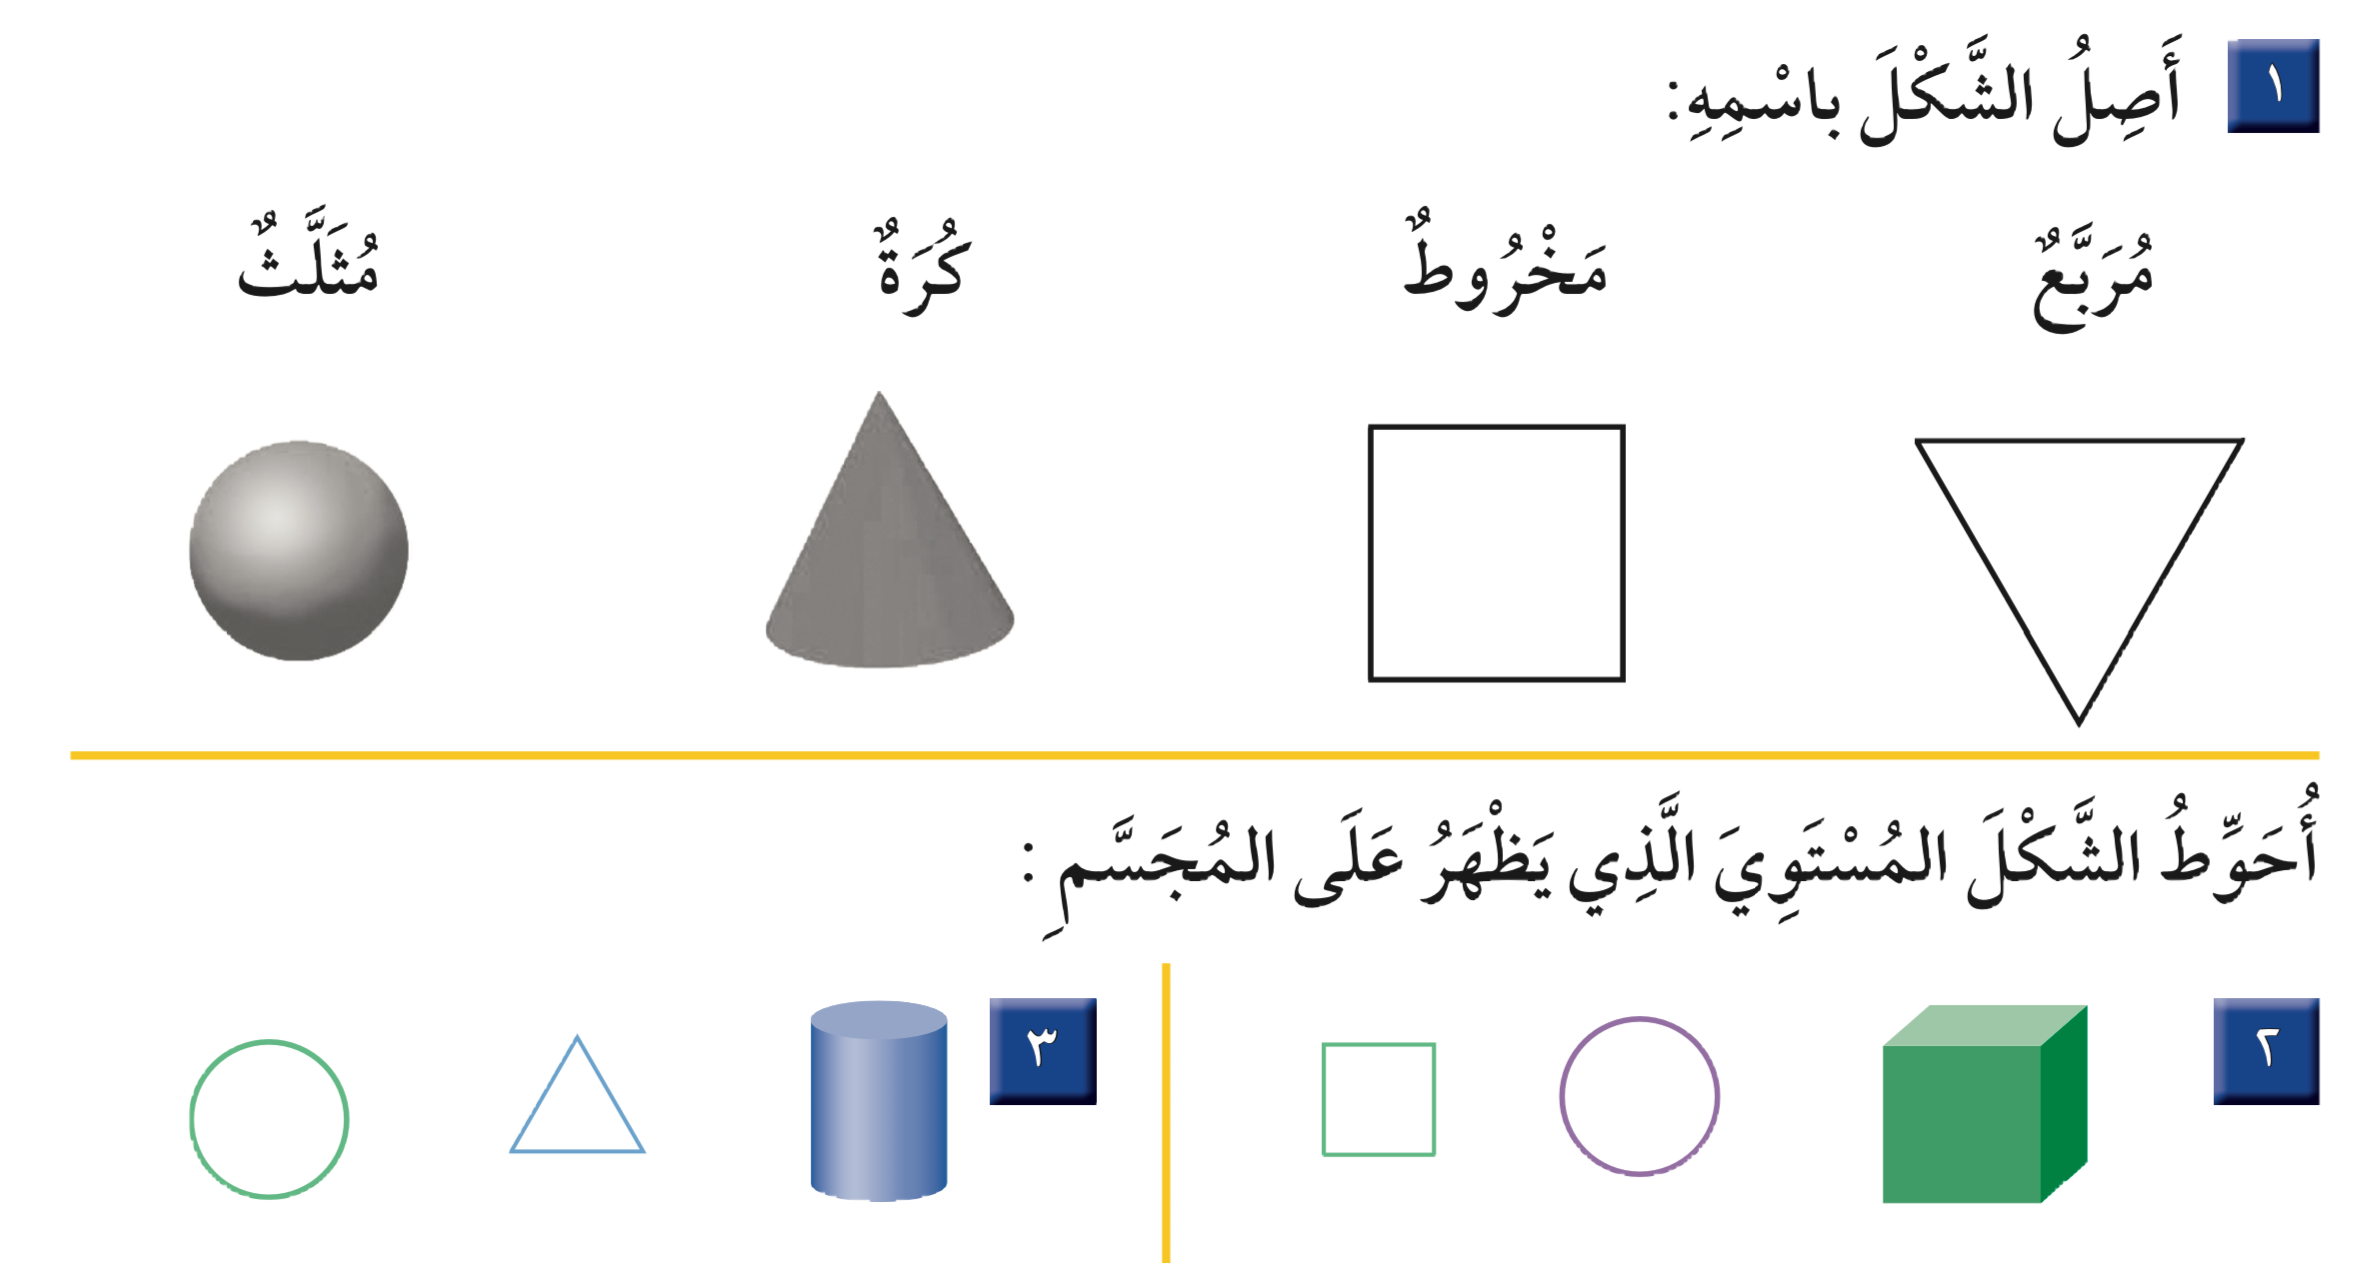 ١ أَصِلُ الشَّكْلَ باسْمِهِ:
مُرَبَّعٌ مَخْرُوطٌ كُرَةٌ مُثَلَّثٌ
أُحَوِّطُ الشَّكْلَ المُسْتَوِيَ الَّذِي يَظْهَرُ عَلَى المُجَسَّمِ :
٢ ٣